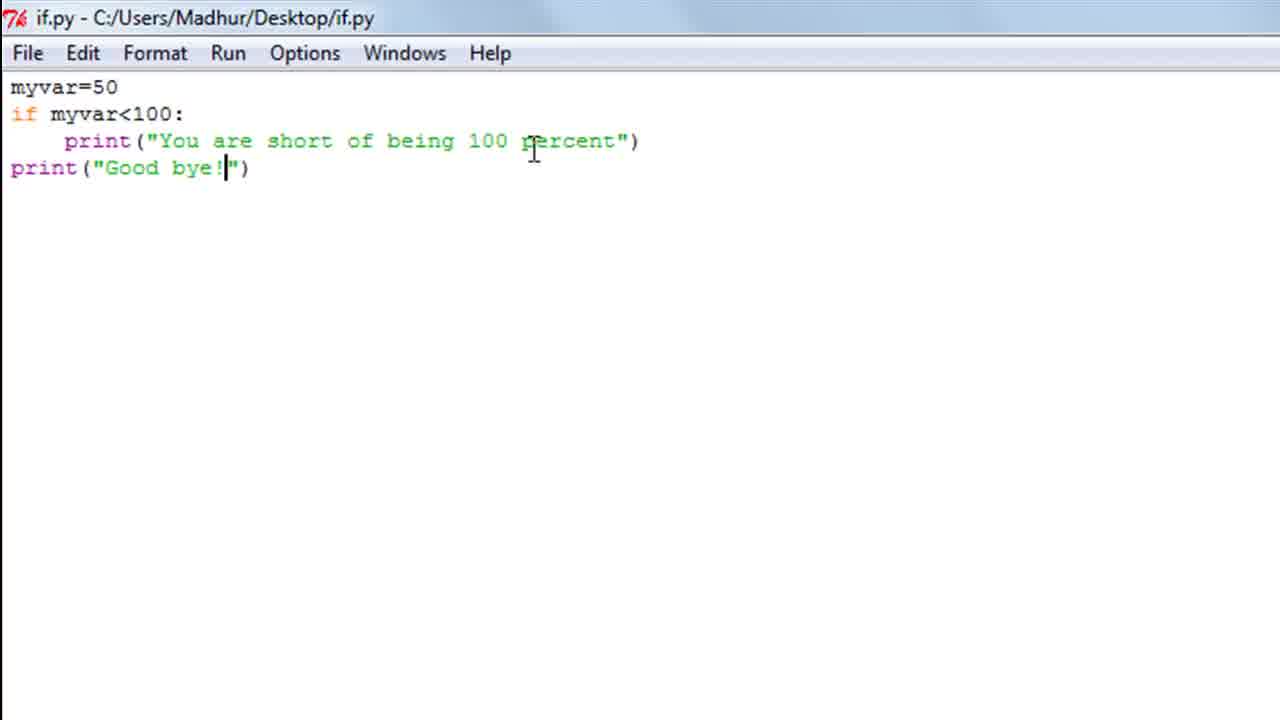 if.py - C:/Users/Madhur/Desktop/if.py
File Edit Format Run Options Windows Help
myvar=50
if myvar<100:
    print("You are short of being 100 percent")
print("Good bye!")